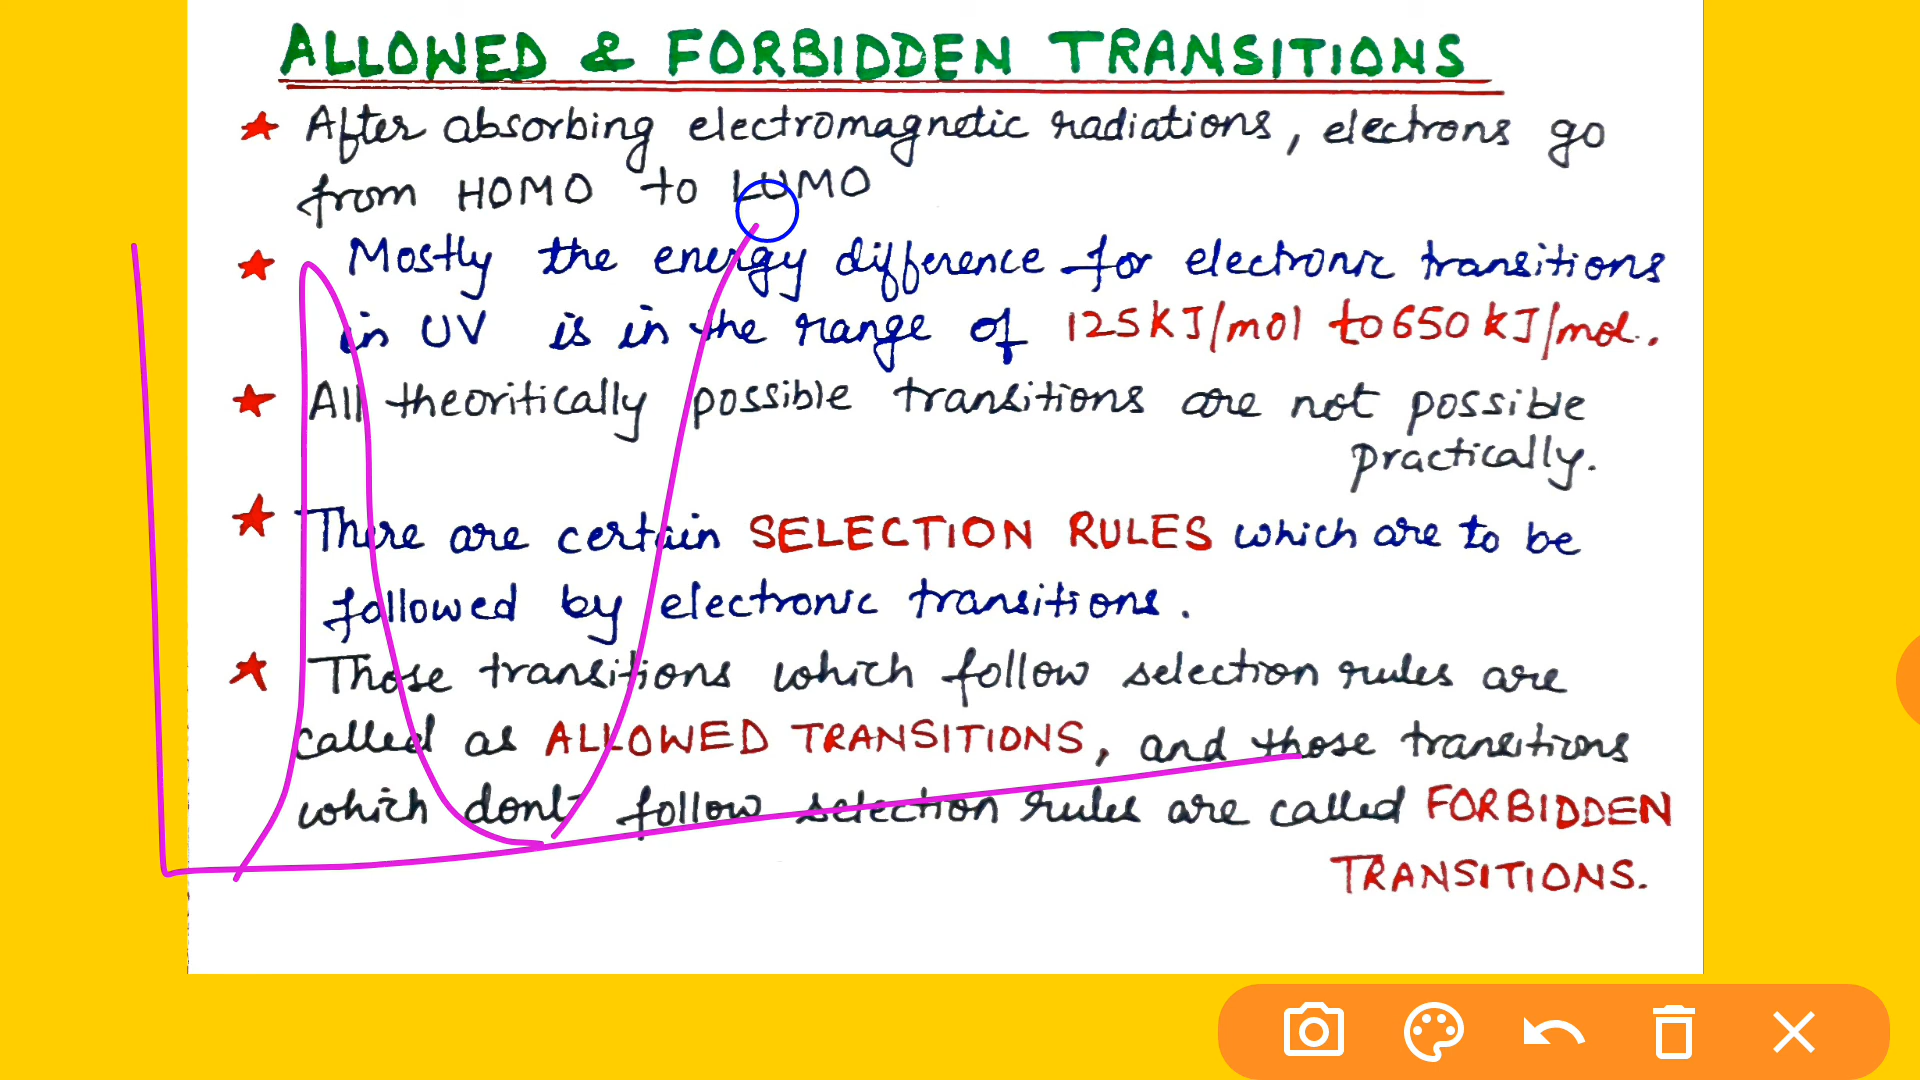 ALLOWED & FORBIDDEN TRANSITIONS
After absorbing electromagnetic radiations, electrons go
from HOMO to LUMO
Mostly the energy difference for electronic transitions
in UV is in the range of 125KJ/mol to 650 KJ/mol.
All theoritically possible transitions are not possible
practically.
There are certain SELECTION RULES which are to be
followed by electronic transitions.
Those transitions which follow selection rules are
called as ALLOWED TRANSITIONS, and those transitions
which dont follow selection rules are called FORBIDDEN
TRANSITIONS.